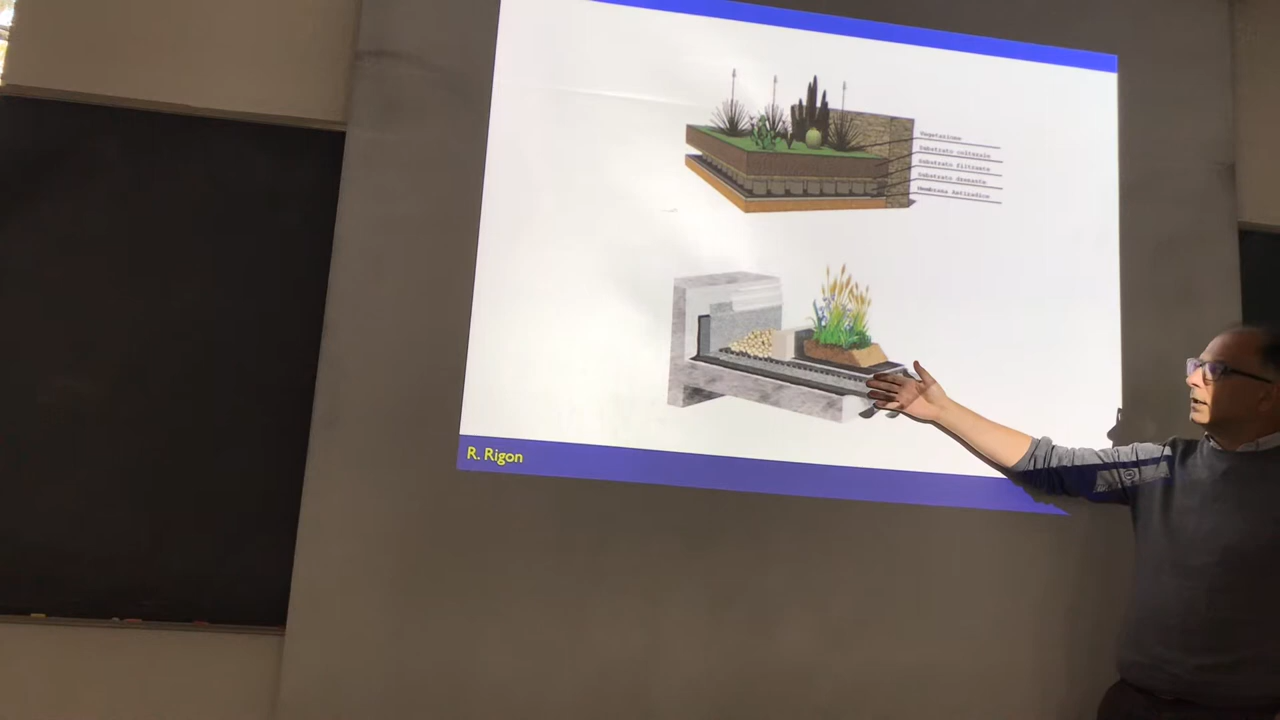 Vegetazione
Substrato colturale
Substrato filtrante
Substrato drenante
Membrana Antiradice
R. Rigon